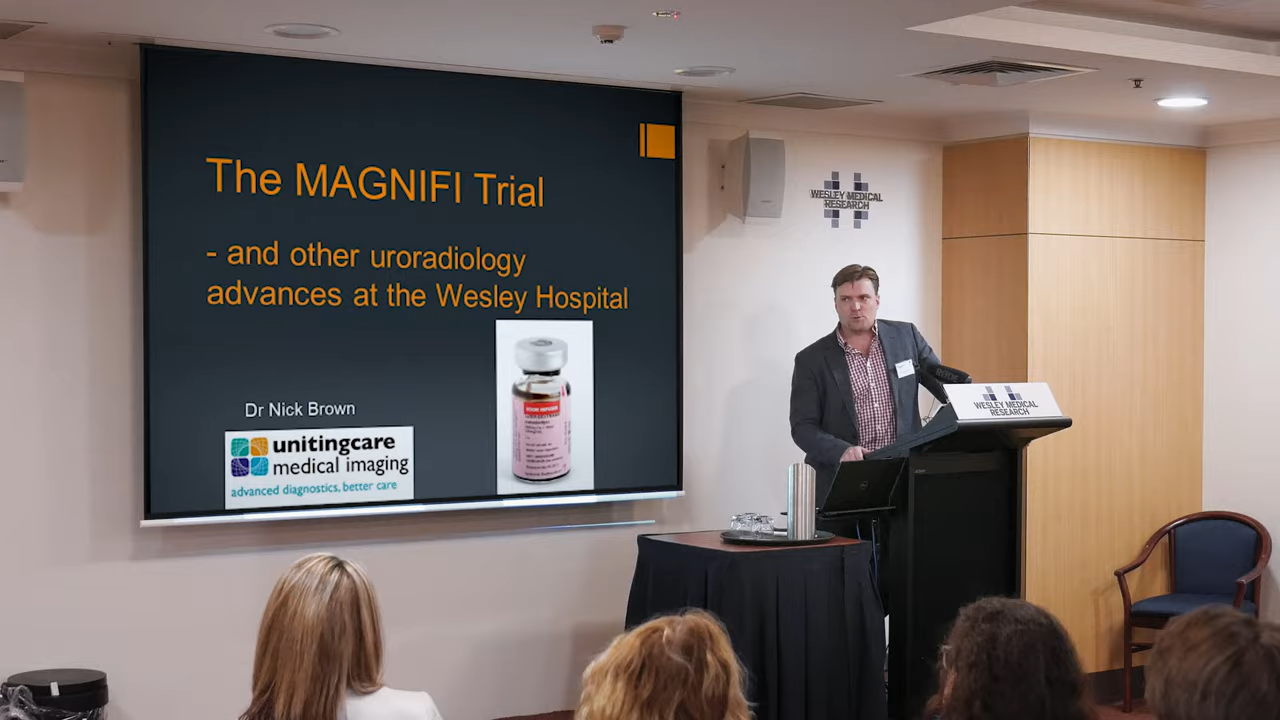 The MAGNIFI Trial
- and other uroradiology
advances at the Wesley Hospital
Dr Nick Brown
unitingcare
medical imaging
advanced diagnostics, better care
WESLEY MEDICAL
RESEARCH
WESLEY MEDICAL
RESEARCH